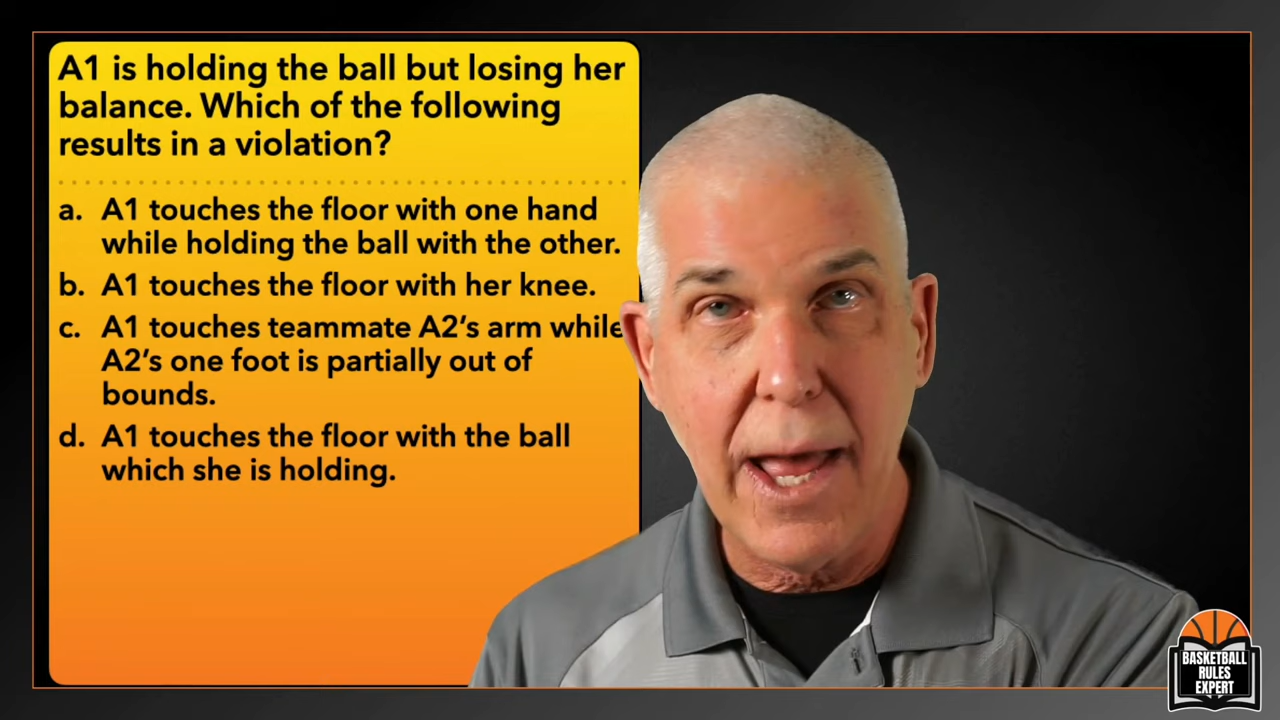 A1 is holding the ball but losing her
balance. Which of the following
results in a violation?
a. A1 touches the floor with one hand
while holding the ball with the other.
b. A1 touches the floor with her knee.
c. A1 touches teammate A2's arm while
A2's one foot is partially out of
bounds.
d. A1 touches the floor with the ball
which she is holding.
BASKETBALL
RULES
EXPERT